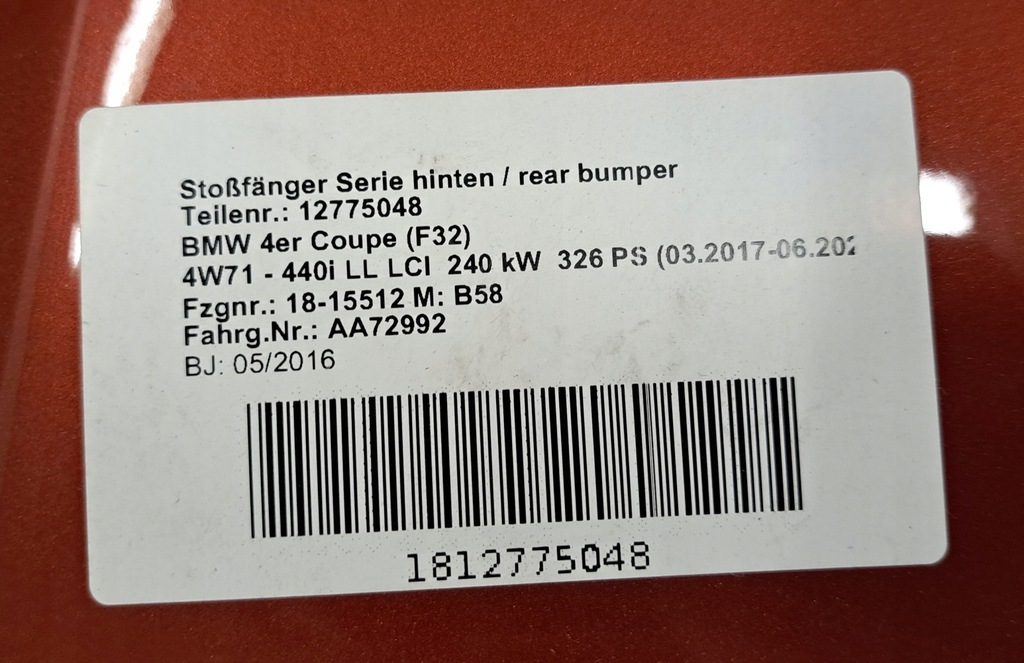 Stoßfänger Serie hinten / rear bumper
Teilenr.: 12775048
BMW 4er Coupe (F32)
4W71 - 440i LL LCI 240 kW 326 PS (03.2017-06.202
Fzgnr.: 18-15512 M: B58
Fahrg.Nr.: AA72992
BJ: 05/2016
1812775048